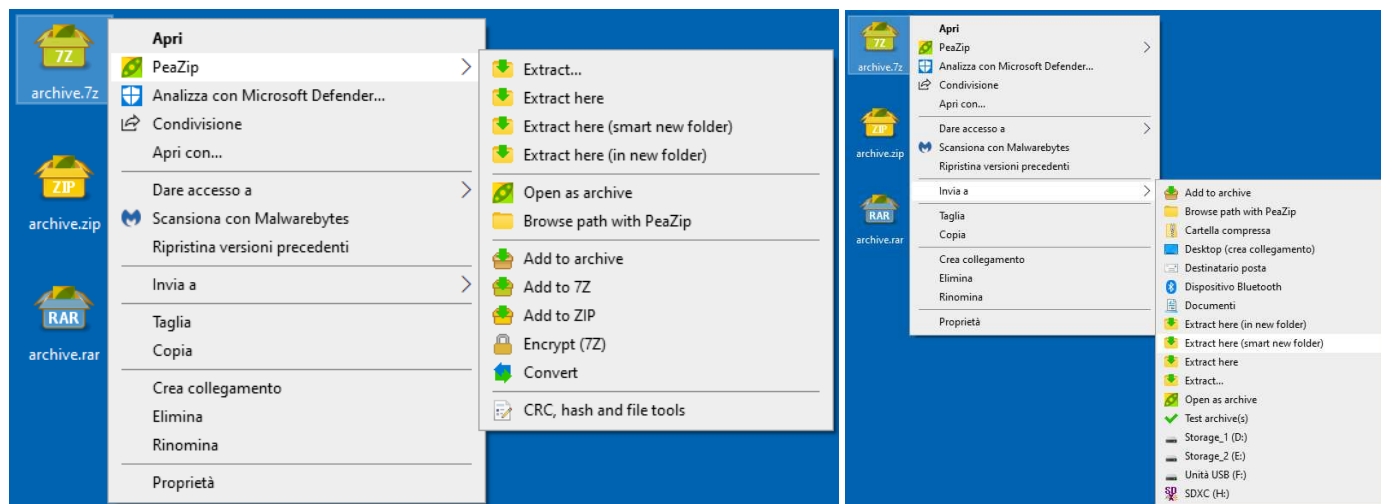 7Z
archive.7z
ZIP
archive.zip
RAR
archive.rar
Apri
PeaZip
Analizza con Microsoft Defender...
Condivisione
Apri con...
Dare accesso a
Scansiona con Malwarebytes
Ripristina versioni precedenti
Invia a
Taglia
Copia
Crea collegamento
Elimina
Rinomina
Proprietà
Extract...
Extract here
Extract here (smart new folder)
Extract here (in new folder)
Open as archive
Browse path with PeaZip
Add to archive
Add to 7Z
Add to ZIP
Encrypt (7Z)
Convert
CRC, hash and file tools
7Z
archive.7z
ZIP
archive.zip
RAR
archive.rar
Apri
PeaZip
Analizza con Microsoft Defender...
Condivisione
Apri con...
Dare accesso a
Scansiona con Malwarebytes
Ripristina versioni precedenti
Invia a
Taglia
Copia
Crea collegamento
Elimina
Rinomina
Proprietà
Add to archive
Browse path with PeaZip
Cartella compressa
Desktop (crea collegamento)
Destinatario posta
Dispositivo Bluetooth
Documenti
Extract here (in new folder)
Extract here (smart new folder)
Extract here
Extract...
Open as archive
Test archive(s)
Storage_1 (D:)
Storage_2 (E:)
Unità USB (F:)
SDXC (H:)